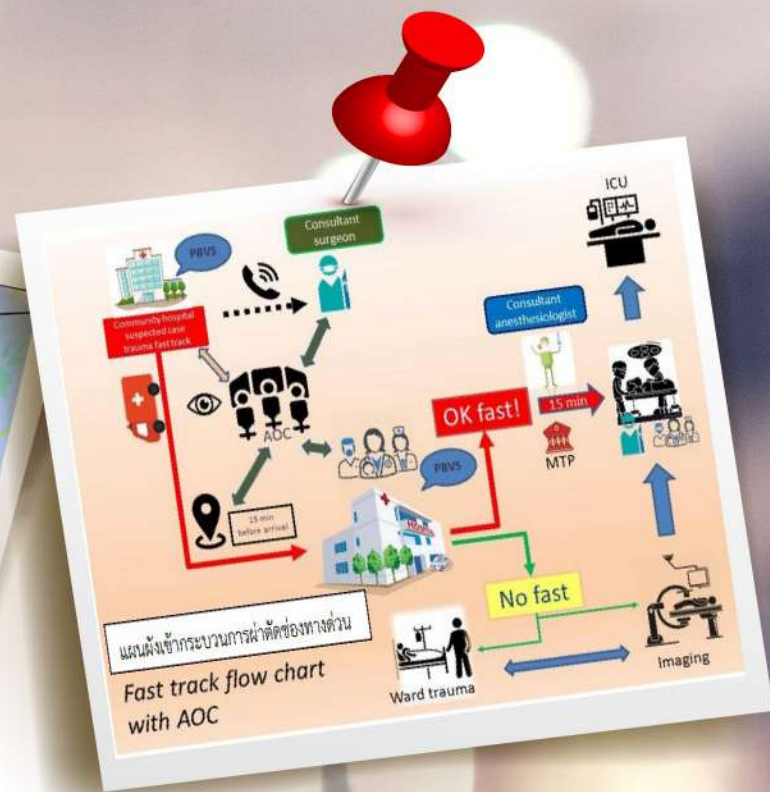 ICU
Consultant
surgeon
PBVS
Community hospital
suspected case
trauma fast track
Consultant
anesthesiologist
OK fast!
15 min
MTP
AOC
PBVS
15 min
before arrival
Hospital
No fast
แผนผังเข้ากระบวนการผ่าตัดช่องทางด่วน
Fast track flow chart
with AOC
Ward trauma
Imaging